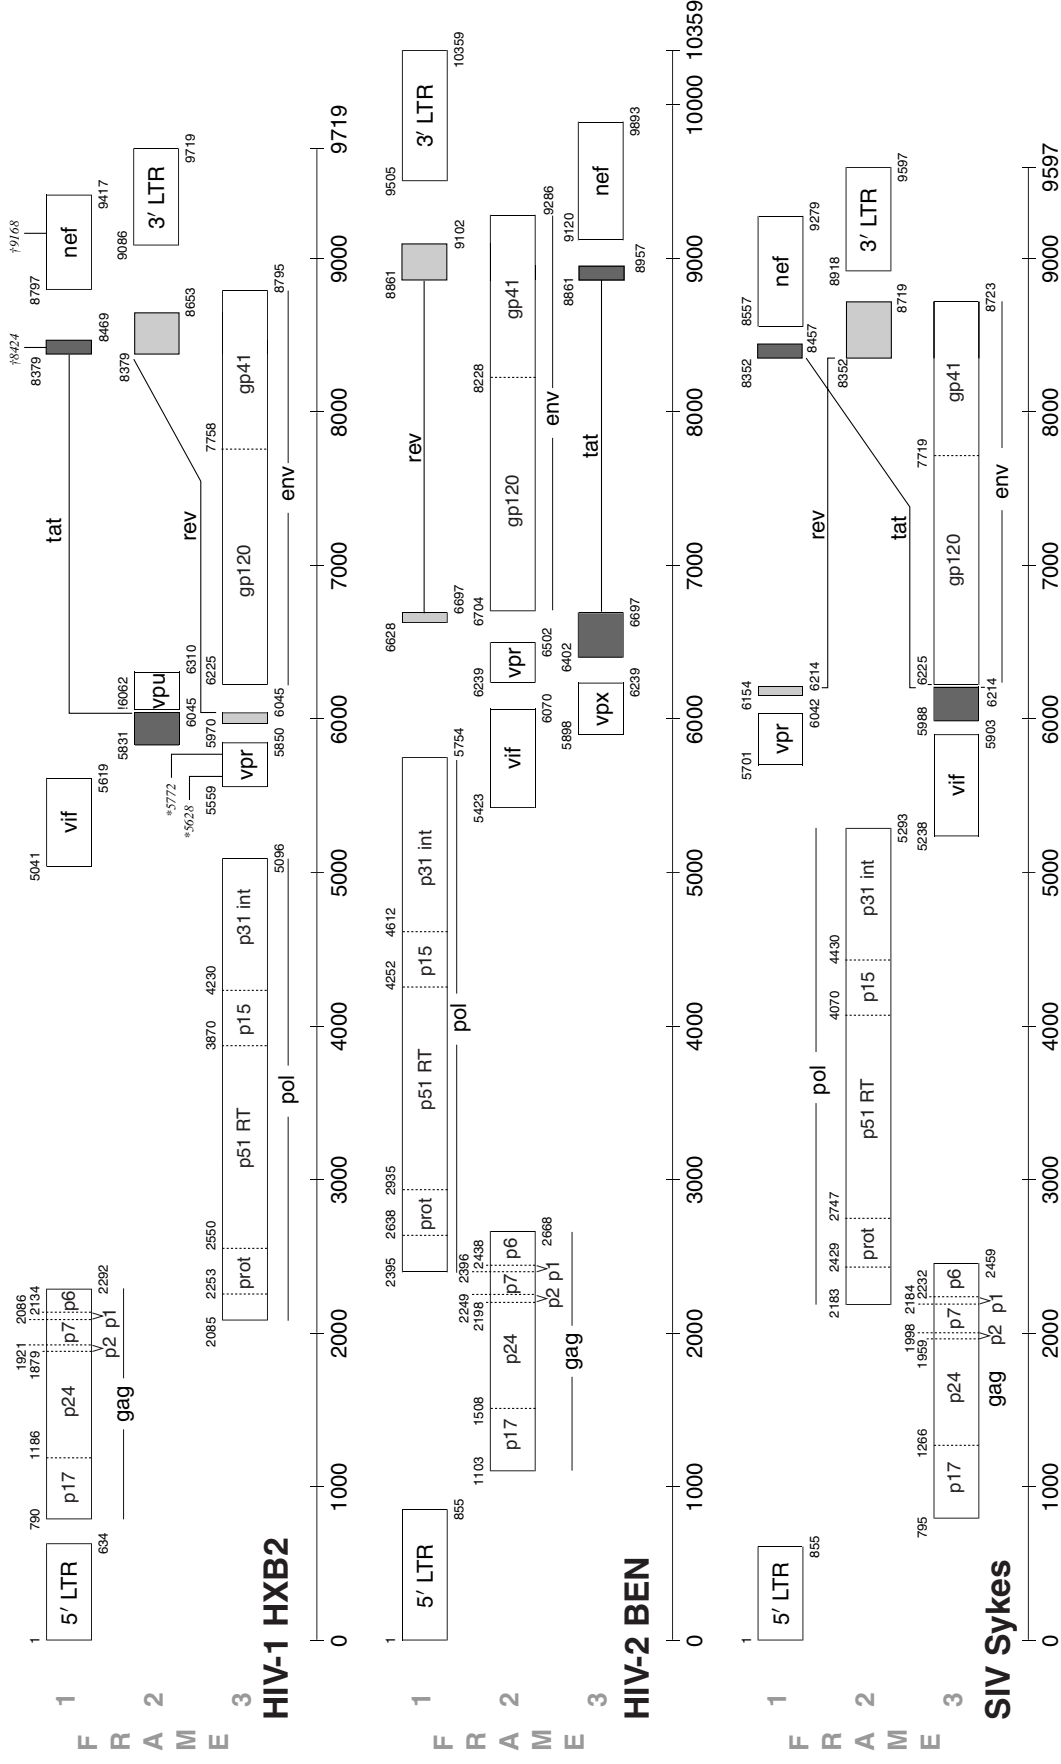 FRAME
1
2
3
HIV-1 HXB2
1
5′ LTR
634
790
p17
1186
p24
1879
1921
p7
2086
2134
p6
2292
p2
p1
gag
5041
vif
5619
tat
8379
†8424
8469
8797
nef
†9168
9417
5831
6045
6062
vpu
6310
8379
8653
9086
3′ LTR
9719
*5772
*5628
rev
2085
2253
prot
2550
p51 RT
3870
p15
4230
p31 int
5096
pol
5559
vpr
5850
5970
6045
6225
gp120
7758
gp41
8795
env
0
1000
2000
3000
4000
5000
6000
7000
8000
9000
9719
FRAME
1
2
3
HIV-2 BEN
1
5′ LTR
855
2395
2638
prot
2935
p51 RT
4252
p15
4612
p31 int
5754
pol
6628
6697
rev
8861
9102
9505
3′ LTR
10359
1103
p17
1508
p24
2198
2249
p7
2396
2438
p6
2668
p2
p1
gag
5423
vif
6070
6239
vpr
6502
6704
gp120
8228
gp41
9286
env
5898
vpx
6239
6402
6697
tat
8861
8957
9120
nef
9893
0
1000
2000
3000
4000
5000
6000
7000
8000
9000
10000
10359
FRAME
1
2
3
SIV Sykes
1
5′ LTR
855
5701
vpr
6042
6154
6214
rev
8352
8457
8557
nef
9279
pol
2183
2429
prot
2747
p51 RT
4070
p15
4430
p31 int
5293
tat
8352
8719
8918
3′ LTR
9597
795
p17
1266
p24
1959
1998
p7
2184
2232
p6
2459
p2
p1
gag
5238
vif
5903
5988
6214
6225
gp120
7719
gp41
8723
env
0
1000
2000
3000
4000
5000
6000
7000
8000
9000
9597